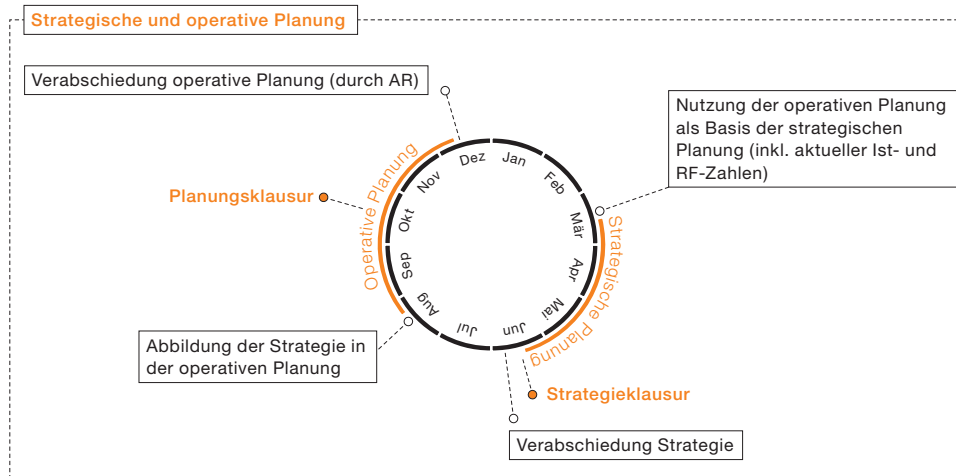 Strategische und operative Planung
Verabschiedung operative Planung (durch AR)
Nutzung der operativen Planung
als Basis der strategischen
Planung (inkl. aktueller Ist- und
RF-Zahlen)
Planungsklausur
Operative Planung
Strategische Planung
Jan
Feb
Mär
Apr
Mai
Jun
Jul
Aug
Sep
Okt
Nov
Dez
Abbildung der Strategie in
der operativen Planung
Strategieklausur
Verabschiedung Strategie